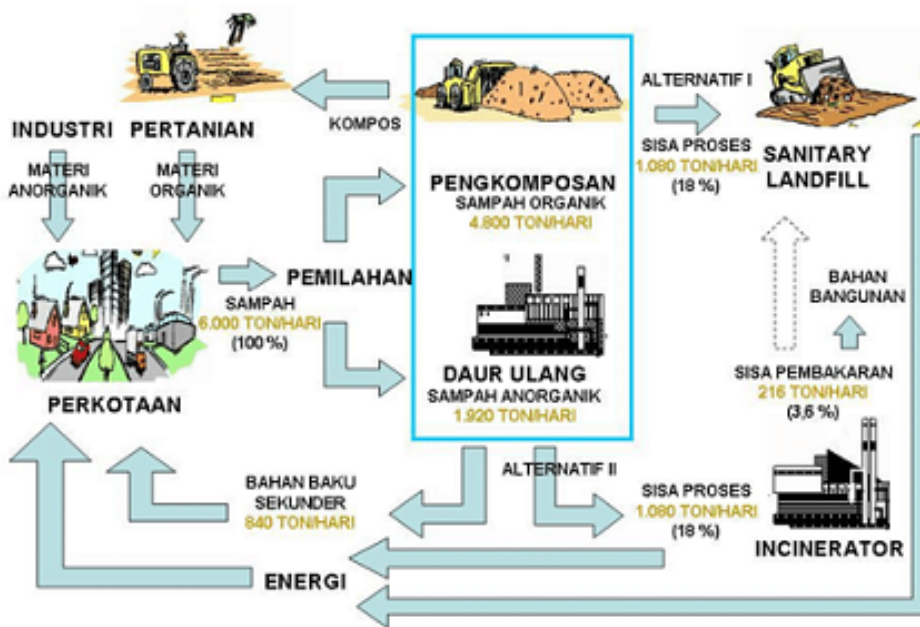 INDUSTRI
PERTANIAN
MATERI
ANORGANIK
MATERI
ORGANIK
KOMPOS
PERKOTAAN
PEMILAHAN
SAMPAH
6.000 TON/HARI
(100 %)
PENGKOMPOSAN
SAMPAH ORGANIK
4.800 TON/HARI
DAUR ULANG
SAMPAH ANORGANIK
1.920 TON/HARI
ALTERNATIF I
SISA PROSES
1.080 TON/HARI
(18 %)
SANITARY
LANDFILL
BAHAN
BANGUNAN
SISA PEMBAKARAN
216 TON/HARI
(3,6 %)
BAHAN BAKU
SEKUNDER
840 TON/HARI
ALTERNATIF II
SISA PROSES
1.080 TON/HARI
(18 %)
INCINERATOR
ENERGI